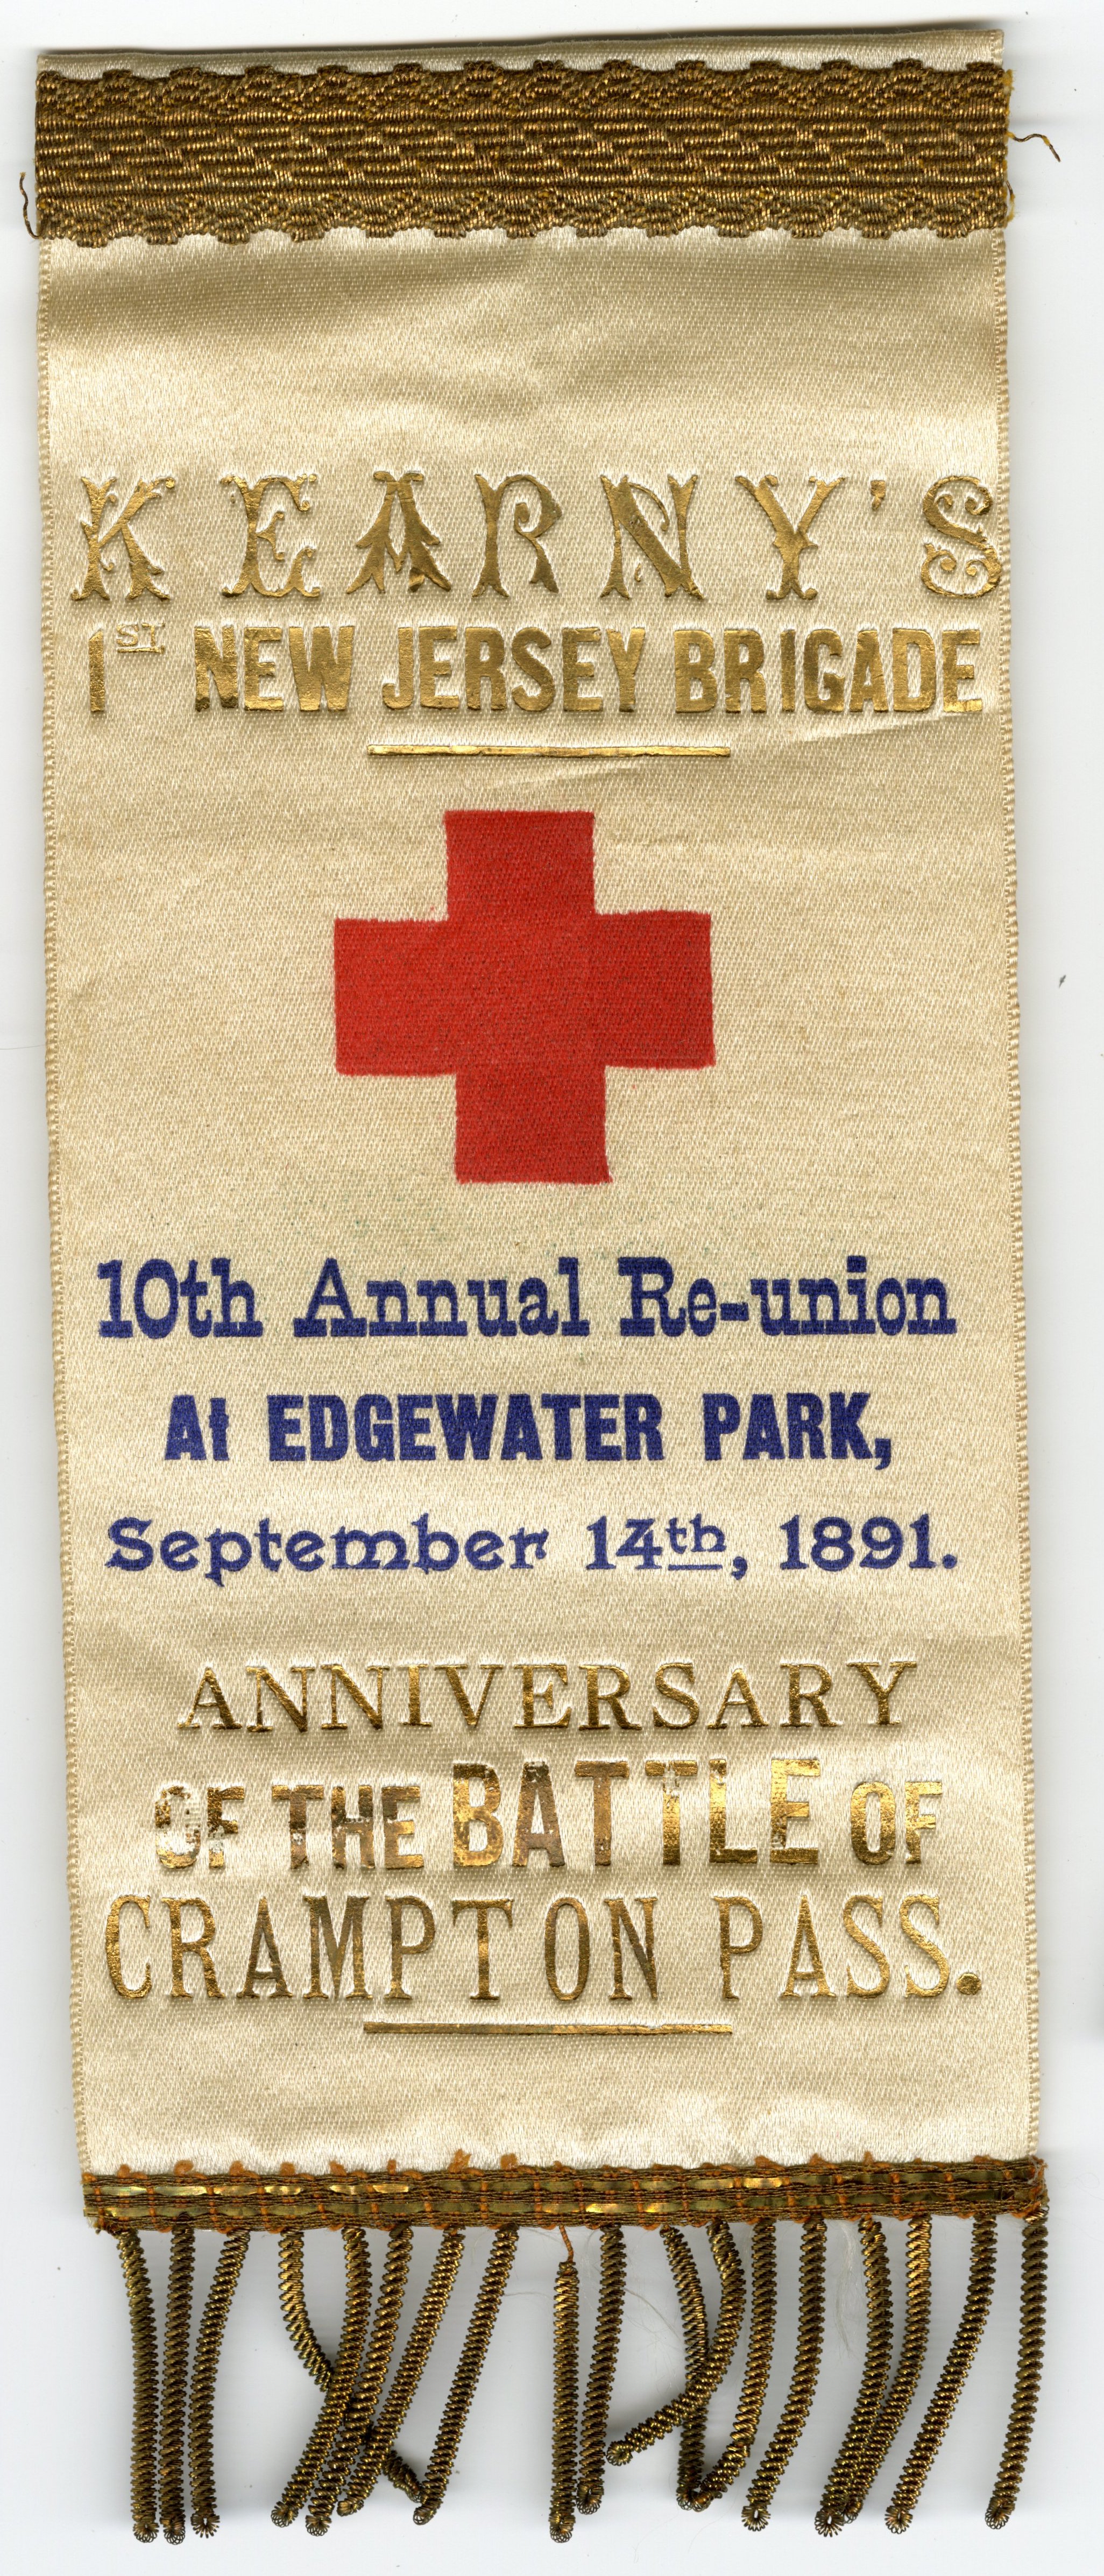 KEARNY'S
1ST NEW JERSEY BRIGADE
10th Annual Re-union
At EDGEWATER PARK,
September 14th, 1891.
ANNIVERSARY
OF THE BATTLE OF
CRAMPTON PASS.